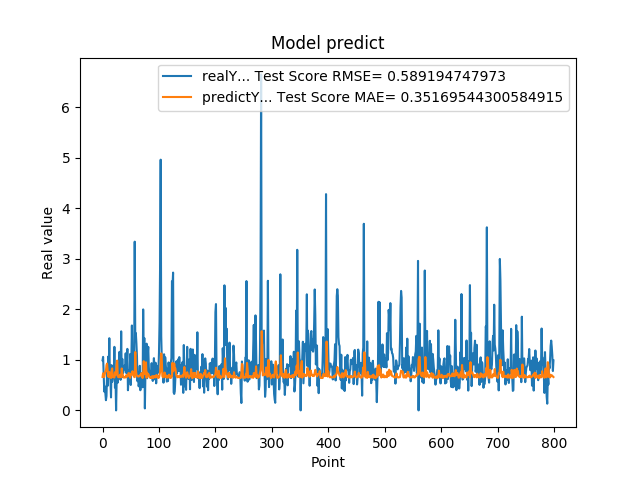 Model predict
realY... Test Score RMSE= 0.589194747973
predictY... Test Score MAE= 0.35169544300584915
6
5
4
3
2
1
0
Real value
0 100 200 300 400 500 600 700 800
Point